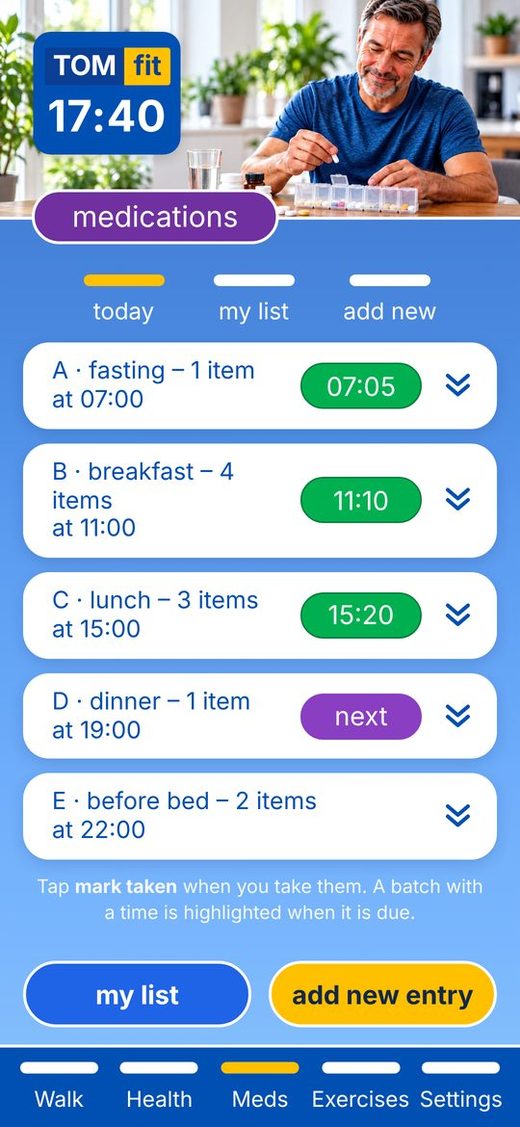 TOM fit
17:40
medications
today my list add new
A · fasting – 1 item
at 07:00
07:05
B · breakfast – 4
items
at 11:00
11:10
C · lunch – 3 items
at 15:00
15:20
D · dinner – 1 item
at 19:00
next
E · before bed – 2 items
at 22:00
Tap mark taken when you take them. A batch with
a time is highlighted when it is due.
my list add new entry
Walk Health Meds Exercises Settings